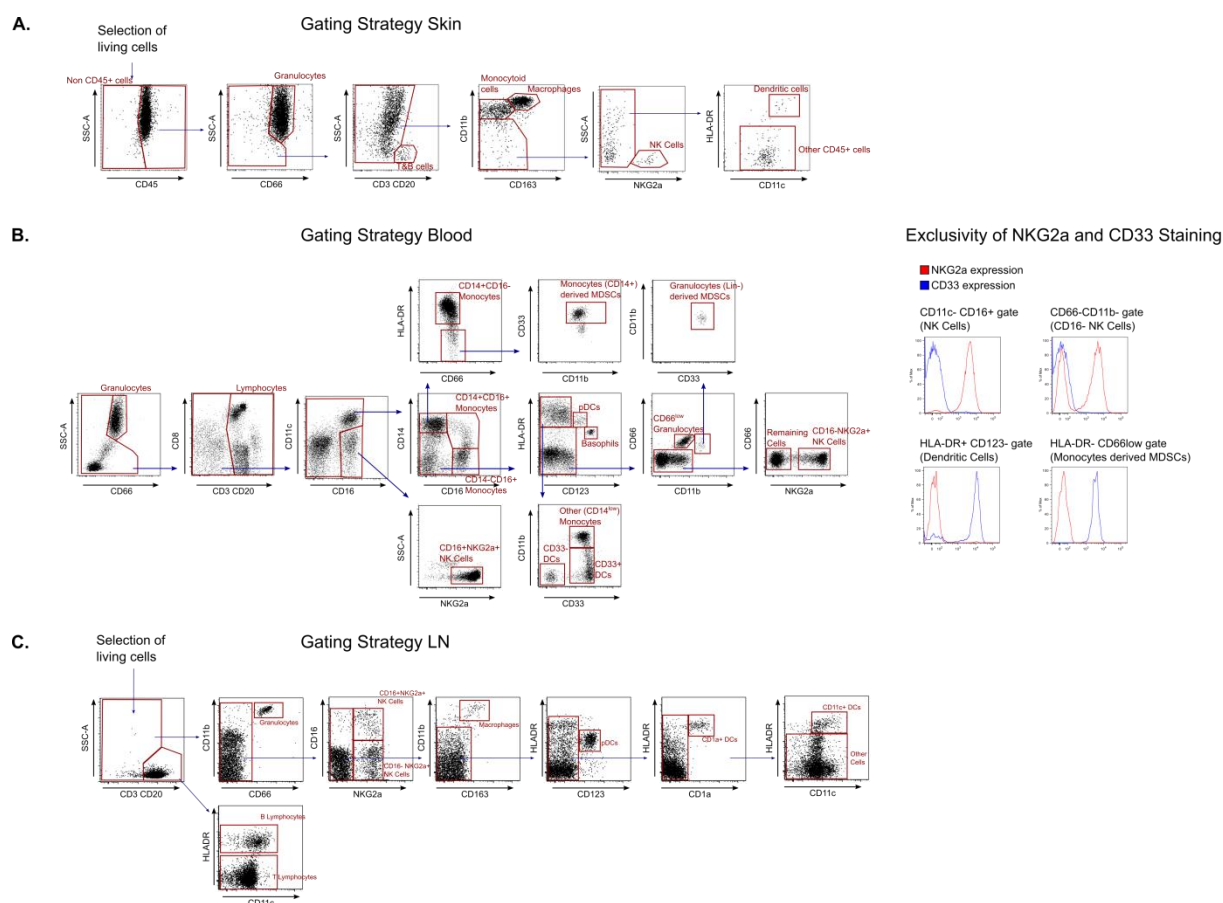 A.
Gating Strategy Skin
Selection of
living cells
Non CD45+ cells
SSC-A
CD45
Granulocytes
SSC-A
CD66
SSC-A
T&B cells
CD3 CD20
Monocytoid
cells
Macrophages
CD11b
CD163
SSC-A
NK Cells
NKG2a
Dendritic cells
HLA-DR
Other CD45+ cells
CD11c
B.
Gating Strategy Blood
Exclusivity of NKG2a and CD33 Staining
NKG2a expression
CD33 expression
CD14+CD16-
Monocytes
HLA-DR
CD66
Monocytes (CD14+)
derived MDSCs
CD33
CD11b
Granulocytes (Lin-)
derived MDSCs
CD11b
CD33
CD11c- CD16+ gate
(NK Cells)
CD66-CD11b- gate
(CD16- NK Cells)
Granulocytes
SSC-A
CD66
Lymphocytes
CD8
CD3 CD20
CD11c
CD16
CD14+CD16+
Monocytes
CD14
CD16
CD14-CD16+
Monocytes
pDCs
Basophils
HLA-DR
CD123
CD66low
Granulocytes
CD66
CD11b
Remaining
Cells
CD16-NKG2a+
NK Cells
CD66
NKG2a
HLA-DR+ CD123- gate
(Dendritic Cells)
HLA-DR- CD66low gate
(Monocytes derived MDSCs)
SSC-A
CD16+NKG2a+
NK Cells
NKG2a
Other (CD14low)
Monocytes
CD33-
DCs
CD33+
DCs
CD11b
CD33
C.
Gating Strategy LN
Selection of
living cells
SSC-A
CD3 CD20
CD11b
Granulocytes
CD66
CD16+NKG2a+
NK Cells
CD16
CD16- NKG2a+
NK Cells
NKG2a
CD11b
Macrophages
CD163
HLADR
pDCs
CD123
HLADR
CD1a+ DCs
CD1a
CD11c+ DCs
HLADR
Other
Cells
CD11c
B Lymphocytes
HLADR
T Lymphocytes
CD11c